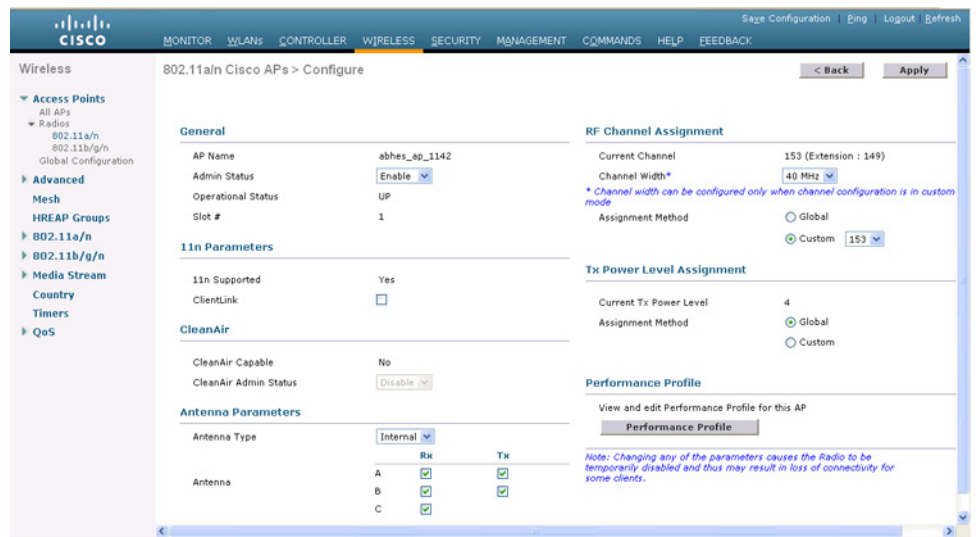 Save Configuration | Ping | Logout | Refresh
CISCO
MONITOR WLANs CONTROLLER WIRELESS SECURITY MANAGEMENT COMMANDS HELP FEEDBACK
Wireless
Access Points
All APs
Radios
802.11a/n
802.11b/g/n
Global Configuration
Advanced
Mesh
HREAP Groups
802.11a/n
802.11b/g/n
Media Stream
Country
Timers
QoS
802.11a/n Cisco APs > Configure
< Back
Apply
General
AP Name abhes_ap_1142
Admin Status Enable
Operational Status UP
Slot # 1
11n Parameters
11n Supported Yes
ClientLink
CleanAir
CleanAir Capable No
CleanAir Admin Status Disable
Antenna Parameters
Antenna Type Internal
Rx Tx
A
Antenna
B
C
RF Channel Assignment
Current Channel 153 (Extension : 149)
Channel Width* 40 MHz
* Channel width can be configured only when channel configuration is in custom
mode
Assignment Method Global
Custom 153
Tx Power Level Assignment
Current Tx Power Level 4
Assignment Method Global
Custom
Performance Profile
View and edit Performance Profile for this AP
Performance Profile
Note: Changing any of the parameters causes the Radio to be
temporarily disabled and thus may result in loss of connectivity for
some clients.